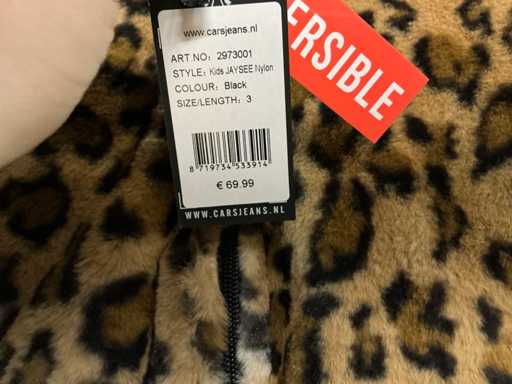 www.carsjeans.nl
ART.NO: 2973001
STYLE: Kids JAYSEE Nylon
COLOUR: Black
SIZE/LENGTH: 3
8 719734 533914
€ 69.99
WWW.CARSJEANS.NL
ERSIBLE